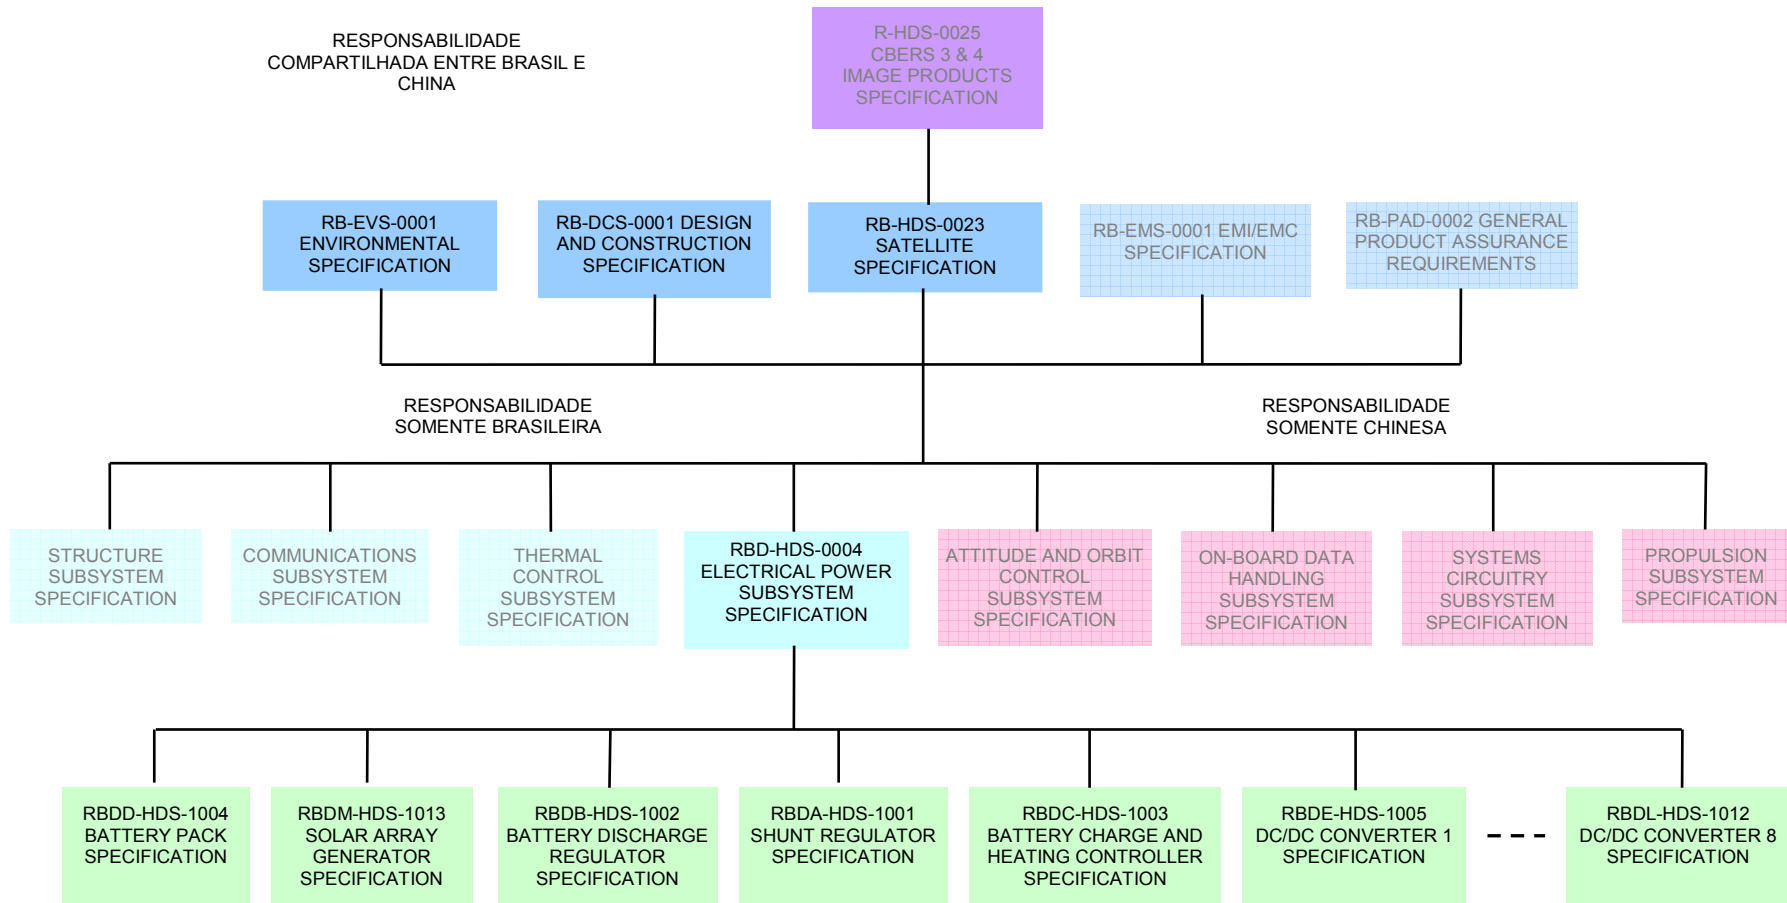 RESPONSABILIDADE
COMPARTILHADA ENTRE BRASIL E
CHINA
R-HDS-0025
CBERS 3 & 4
IMAGE PRODUCTS
SPECIFICATION
RB-EVS-0001
ENVIRONMENTAL
SPECIFICATION
RB-DCS-0001 DESIGN
AND CONSTRUCTION
SPECIFICATION
RB-HDS-0023
SATELLITE
SPECIFICATION
RB-EMS-0001 EMI/EMC
SPECIFICATION
RB-PAD-0002 GENERAL
PRODUCT ASSURANCE
REQUIREMENTS
RESPONSABILIDADE
SOMENTE BRASILEIRA
RESPONSABILIDADE
SOMENTE CHINESA
STRUCTURE
SUBSYSTEM
SPECIFICATION
COMMUNICATIONS
SUBSYSTEM
SPECIFICATION
THERMAL
CONTROL
SUBSYSTEM
SPECIFICATION
RBD-HDS-0004
ELECTRICAL POWER
SUBSYSTEM
SPECIFICATION
ATTITUDE AND ORBIT
CONTROL
SUBSYSTEM
SPECIFICATION
ON-BOARD DATA
HANDLING
SUBSYSTEM
SPECIFICATION
SYSTEMS
CIRCUITRY
SUBSYSTEM
SPECIFICATION
PROPULSION
SUBSYSTEM
SPECIFICATION
RBDD-HDS-1004
BATTERY PACK
SPECIFICATION
RBDM-HDS-1013
SOLAR ARRAY
GENERATOR
SPECIFICATION
RBDB-HDS-1002
BATTERY DISCHARGE
REGULATOR
SPECIFICATION
RBDA-HDS-1001
SHUNT REGULATOR
SPECIFICATION
RBDC-HDS-1003
BATTERY CHARGE AND
HEATING CONTROLLER
SPECIFICATION
RBDE-HDS-1005
DC/DC CONVERTER 1
SPECIFICATION
RBDL-HDS-1012
DC/DC CONVERTER 8
SPECIFICATION